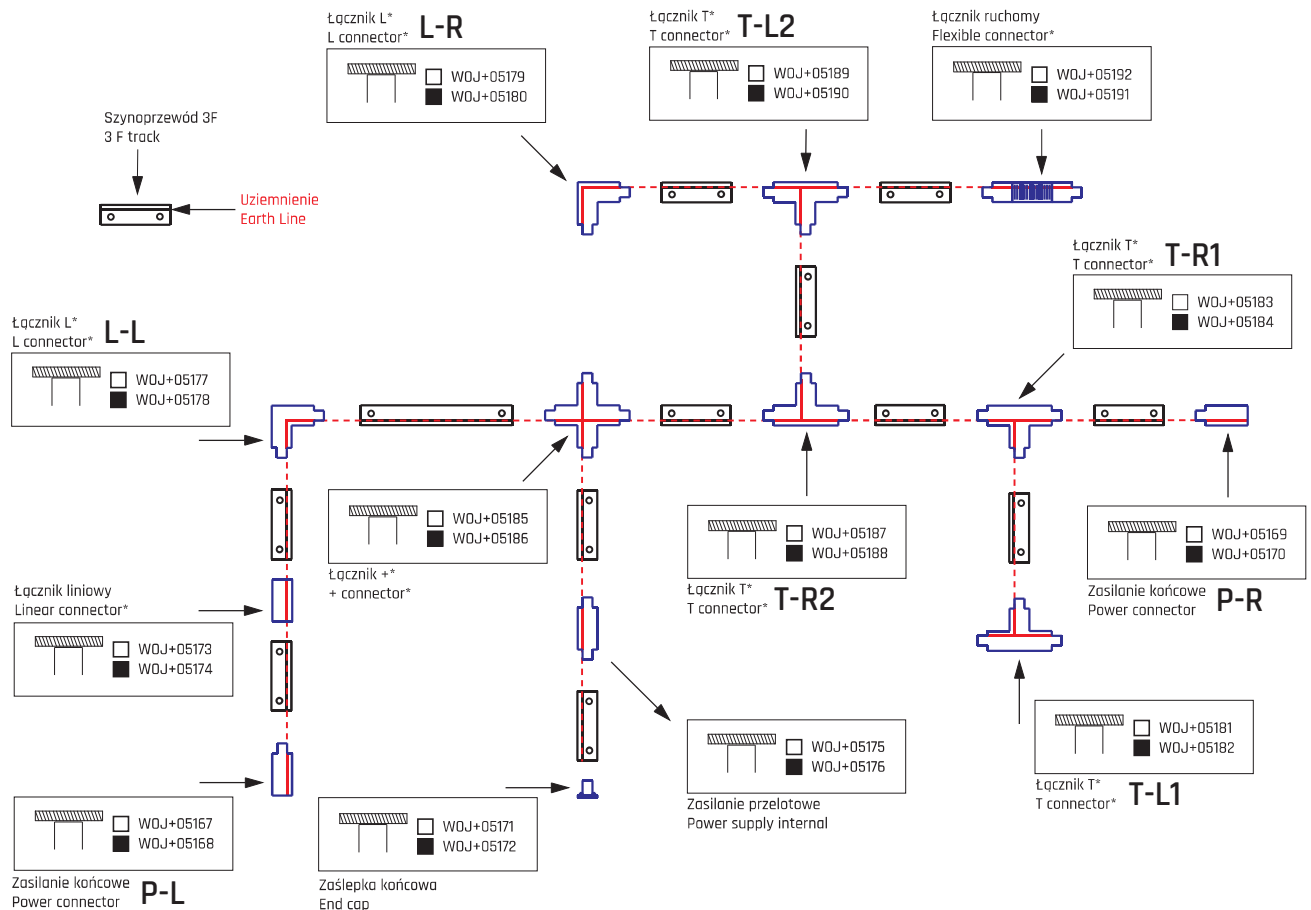 Łącznik L*
L connector*
L-R
WOJ+05179
WOJ+05180
Łącznik T*
T connector*
T-L2
WOJ+05189
WOJ+05190
Łącznik ruchomy
Flexible connector*
WOJ+05192
WOJ+05191
Szynoprzewód 3F
3 F track
Uziemnienie
Earth Line
Łącznik T*
T connector*
T-R1
WOJ+05183
WOJ+05184
Łącznik L*
L connector*
L-L
WOJ+05177
WOJ+05178
WOJ+05185
WOJ+05186
Łącznik +*
+ connector*
WOJ+05187
WOJ+05188
Łącznik T*
T connector*
T-R2
WOJ+05169
WOJ+05170
Zasilanie końcowe
Power connector
P-R
Łącznik liniowy
Linear connector*
WOJ+05173
WOJ+05174
WOJ+05175
WOJ+05176
Zasilanie przelotowe
Power supply internal
WOJ+05181
WOJ+05182
Łącznik T*
T connector*
T-L1
WOJ+05167
WOJ+05168
Zasilanie końcowe
Power connector
P-L
WOJ+05171
WOJ+05172
Zaślepka końcowa
End cap